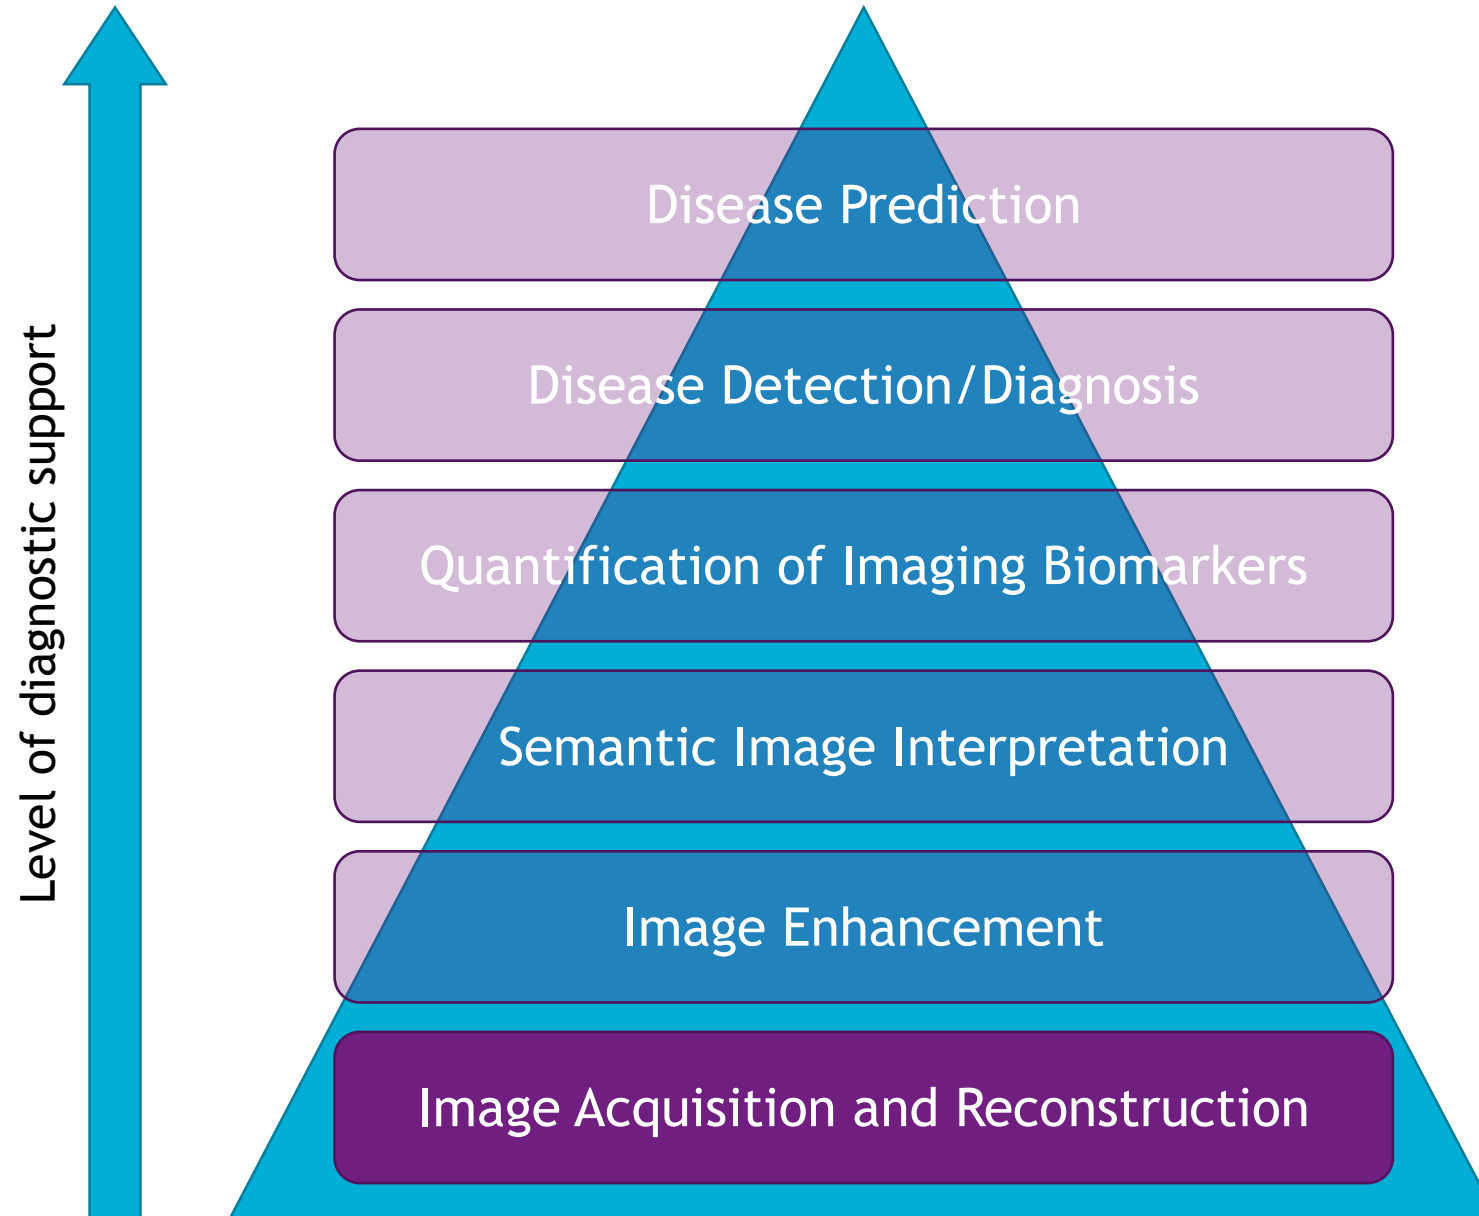 Level of diagnostic support
Disease Prediction
Disease Detection/Diagnosis
Quantification of Imaging Biomarkers
Semantic Image Interpretation
Image Enhancement
Image Acquisition and Reconstruction